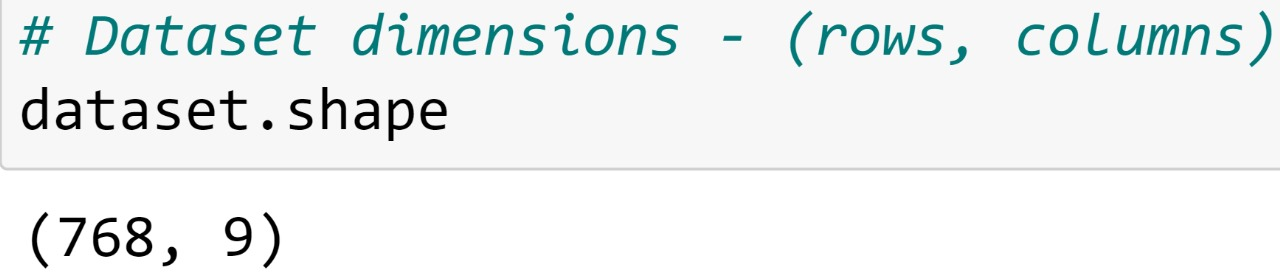 # Dataset dimensions - (rows, columns)
dataset.shape
(768, 9)